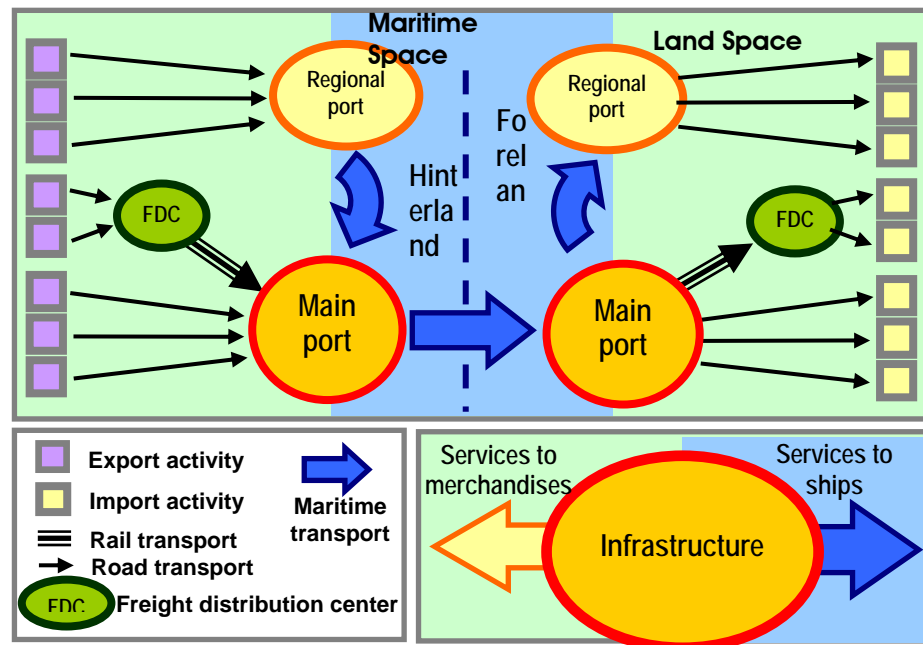 Maritime
Space
Land Space
Regional
port
Regional
port
Hint
erla
nd
Fo
rel
an
FDC
FDC
Main
port
Main
port
Export activity
Import activity
Rail transport
Road transport
FDC
Freight distribution center
Maritime
transport
Services to
merchandises
Services to
ships
Infrastructure